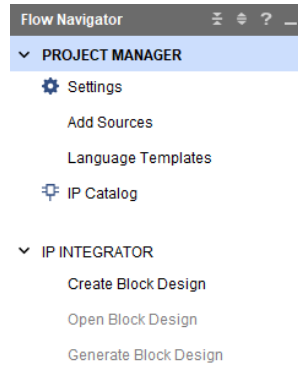 Flow Navigator ?
PROJECT MANAGER
Settings
Add Sources
Language Templates
IP Catalog
IP INTEGRATOR
Create Block Design
Open Block Design
Generate Block Design